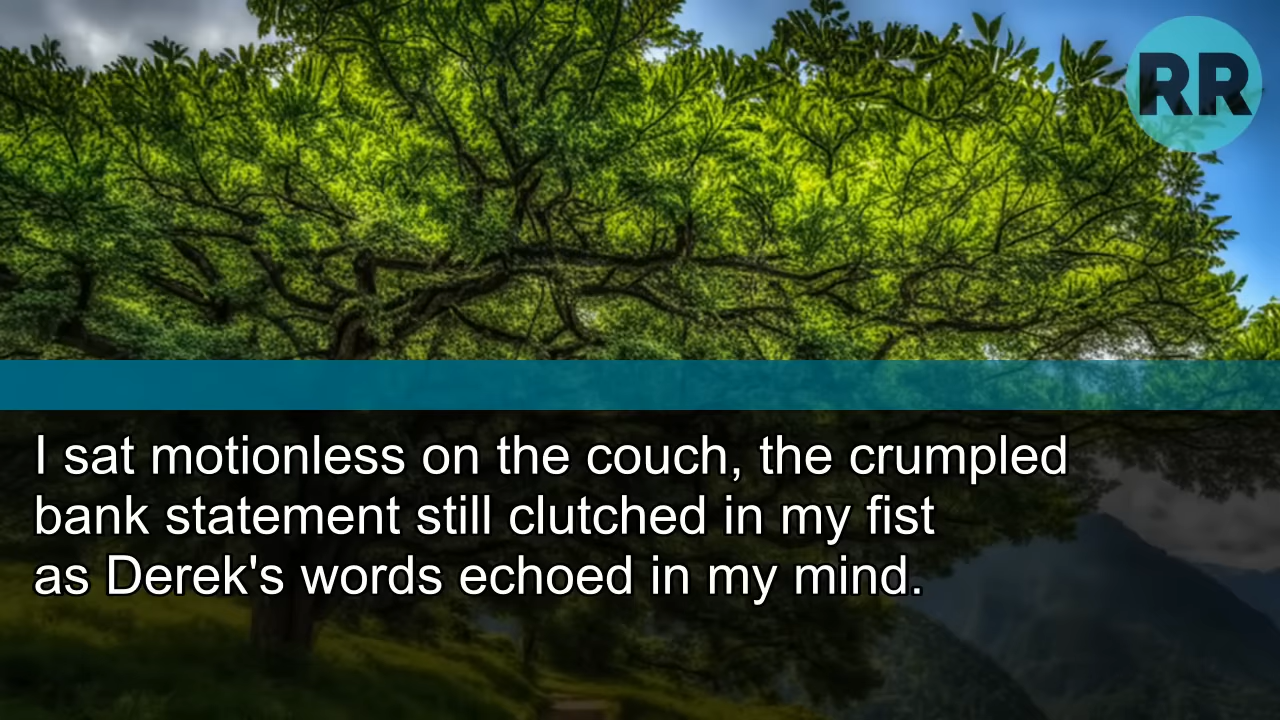 RR
I sat motionless on the couch, the crumpled
bank statement still clutched in my fist
as Derek's words echoed in my mind.